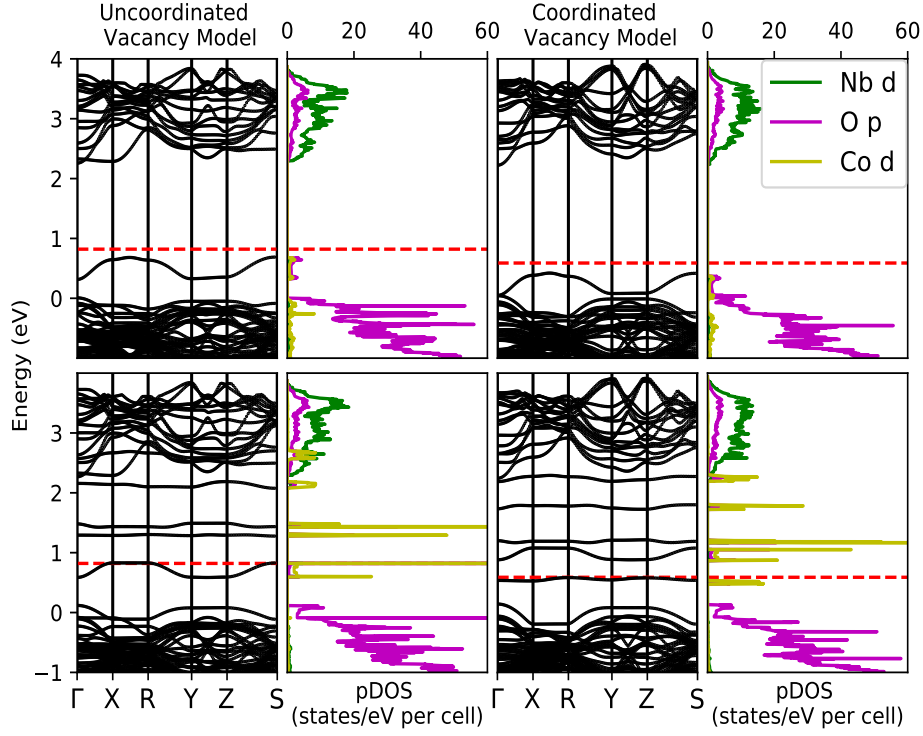 Uncoordinated
Vacancy Model
Coordinated
Vacancy Model
0 20 40 60
0 20 40 60
4
3
2
1
0
Nb d
O p
Co d
Energy (eV)
3
2
1
0
−1
Γ X R Y Z S
pDOS
(states/eV per cell)
Γ X R Y Z S
pDOS
(states/eV per cell)